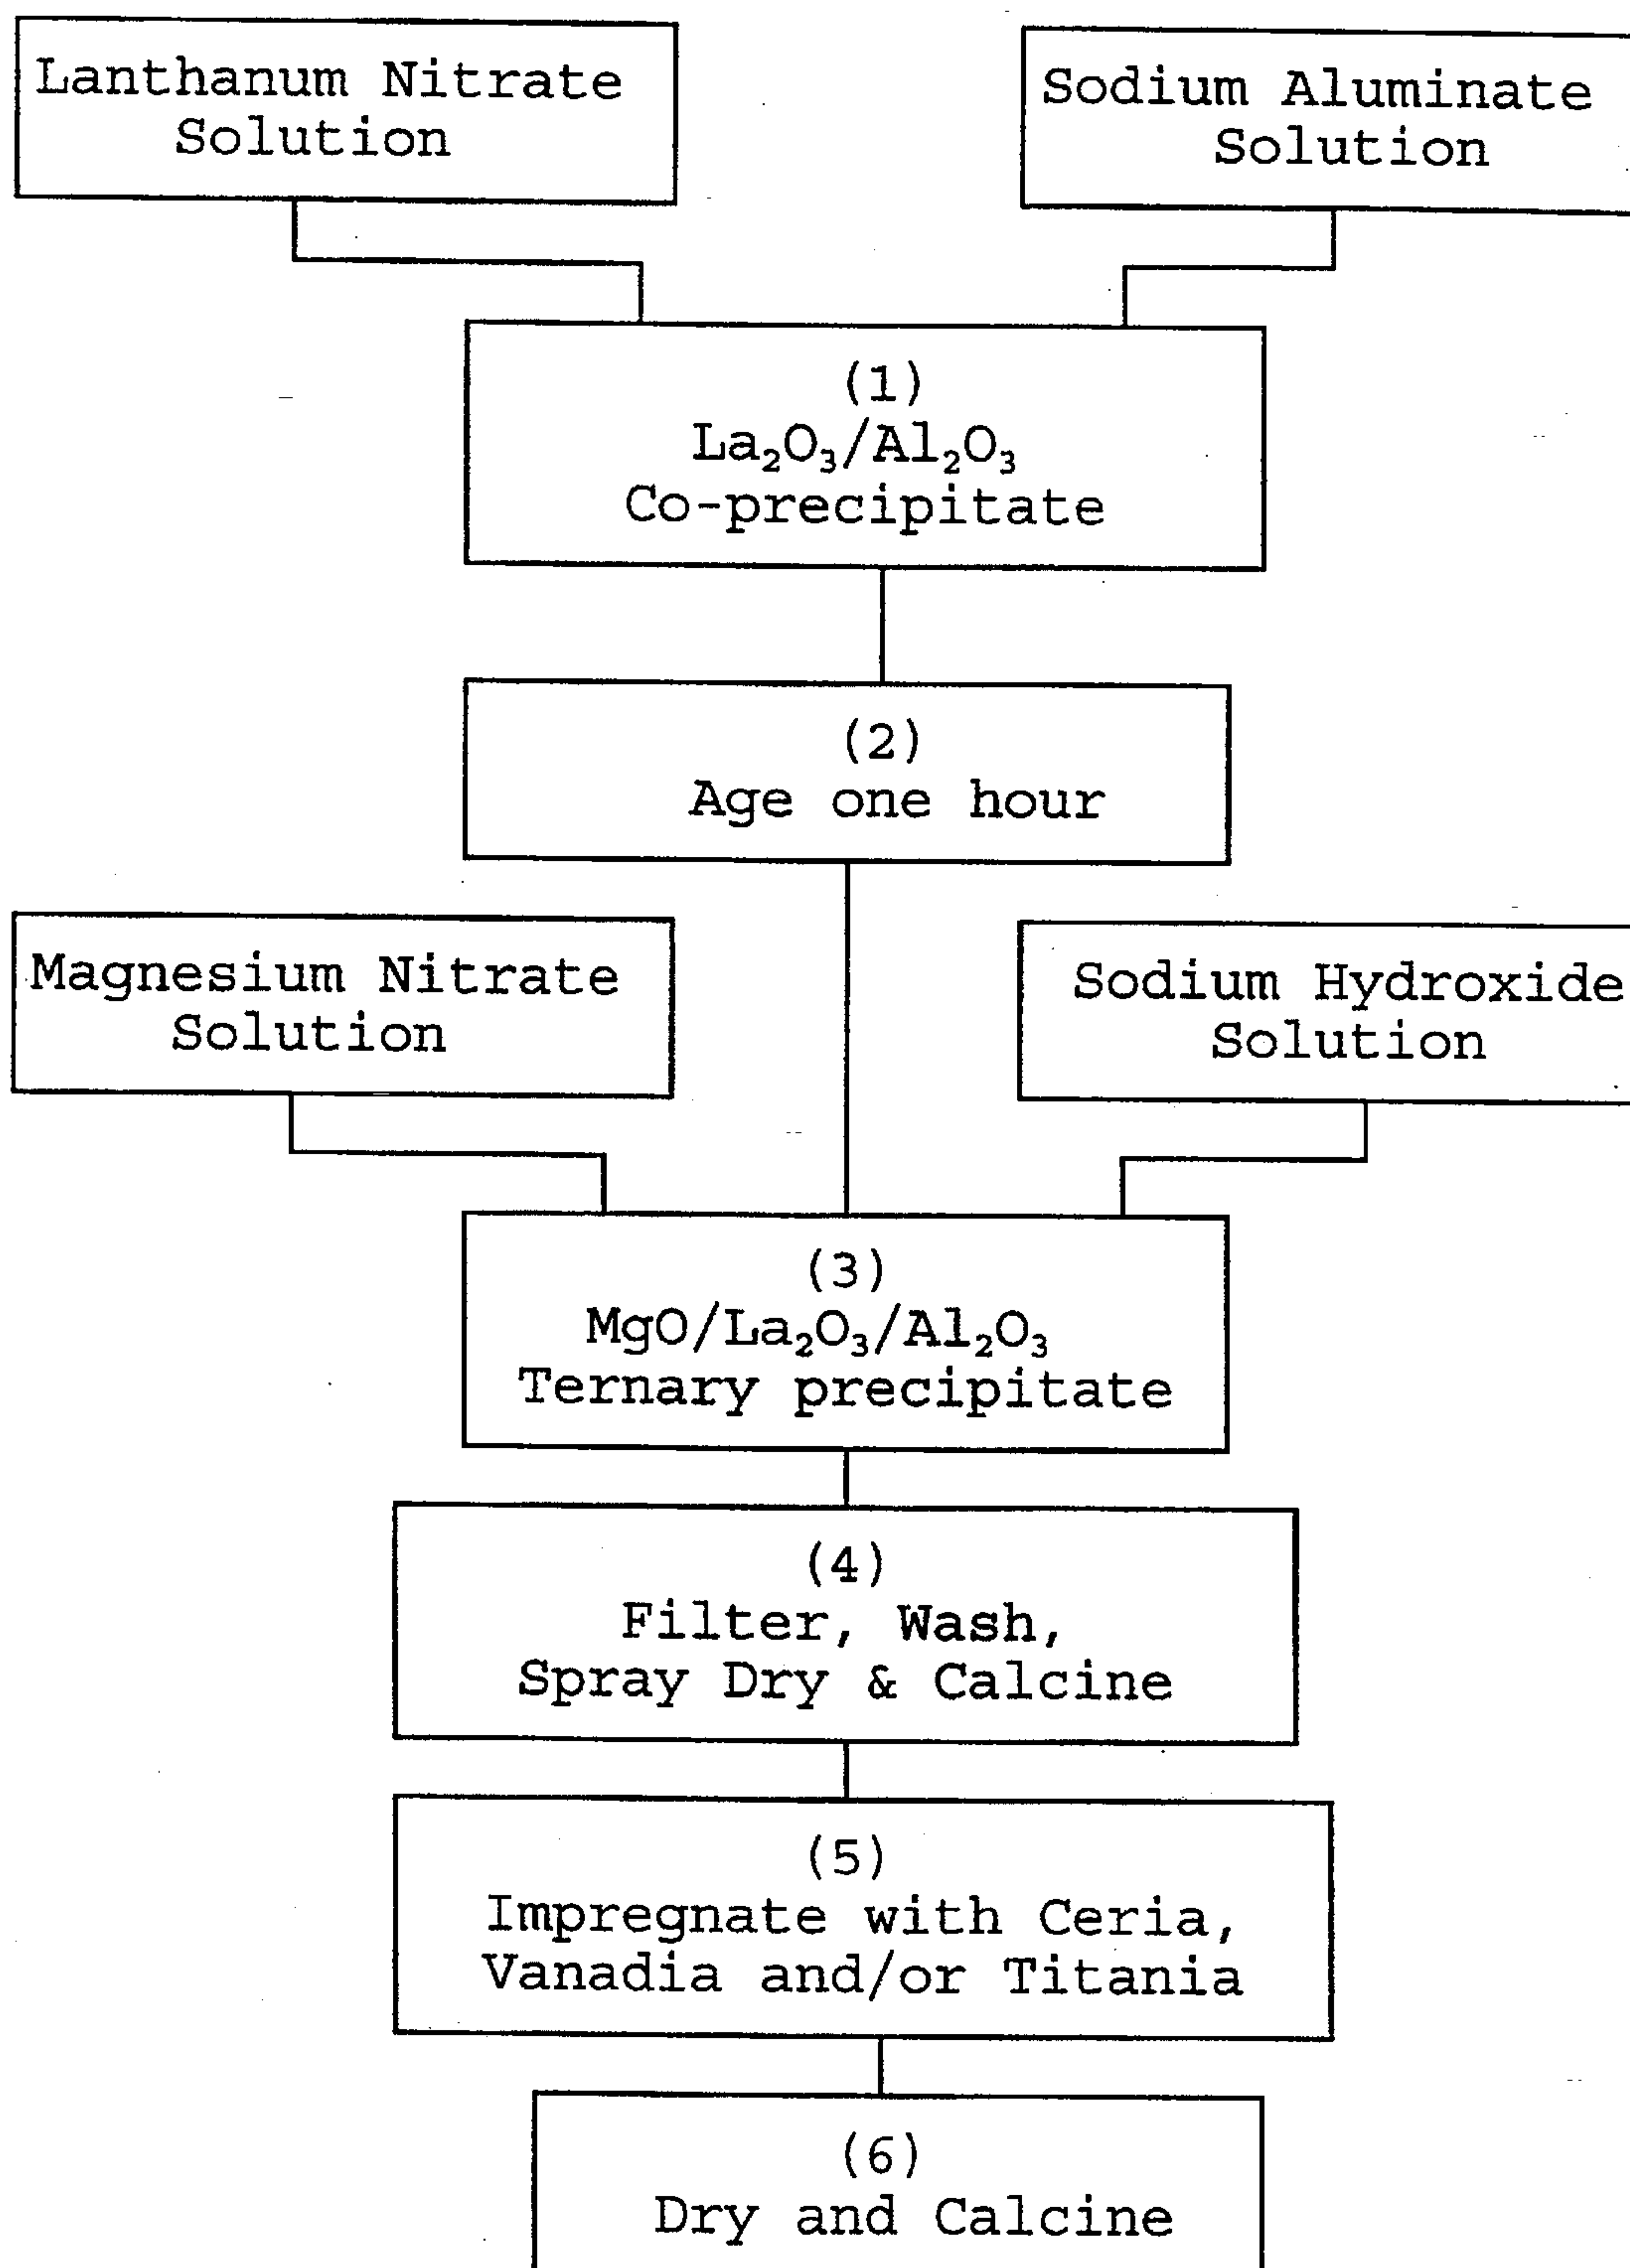 Lanthanum Nitrate
Solution
Sodium Aluminate
Solution
(1)
La₂O₃/Al₂O₃
Co-precipitate
(2)
Age one hour
Magnesium Nitrate
Solution
Sodium Hydroxide
Solution
(3)
MgO/La₂O₃/Al₂O₃
Ternary precipitate
(4)
Filter, Wash,
Spray Dry & Calcine
(5)
Impregnate with Ceria,
Vanadia and/or Titania
(6)
Dry and Calcine